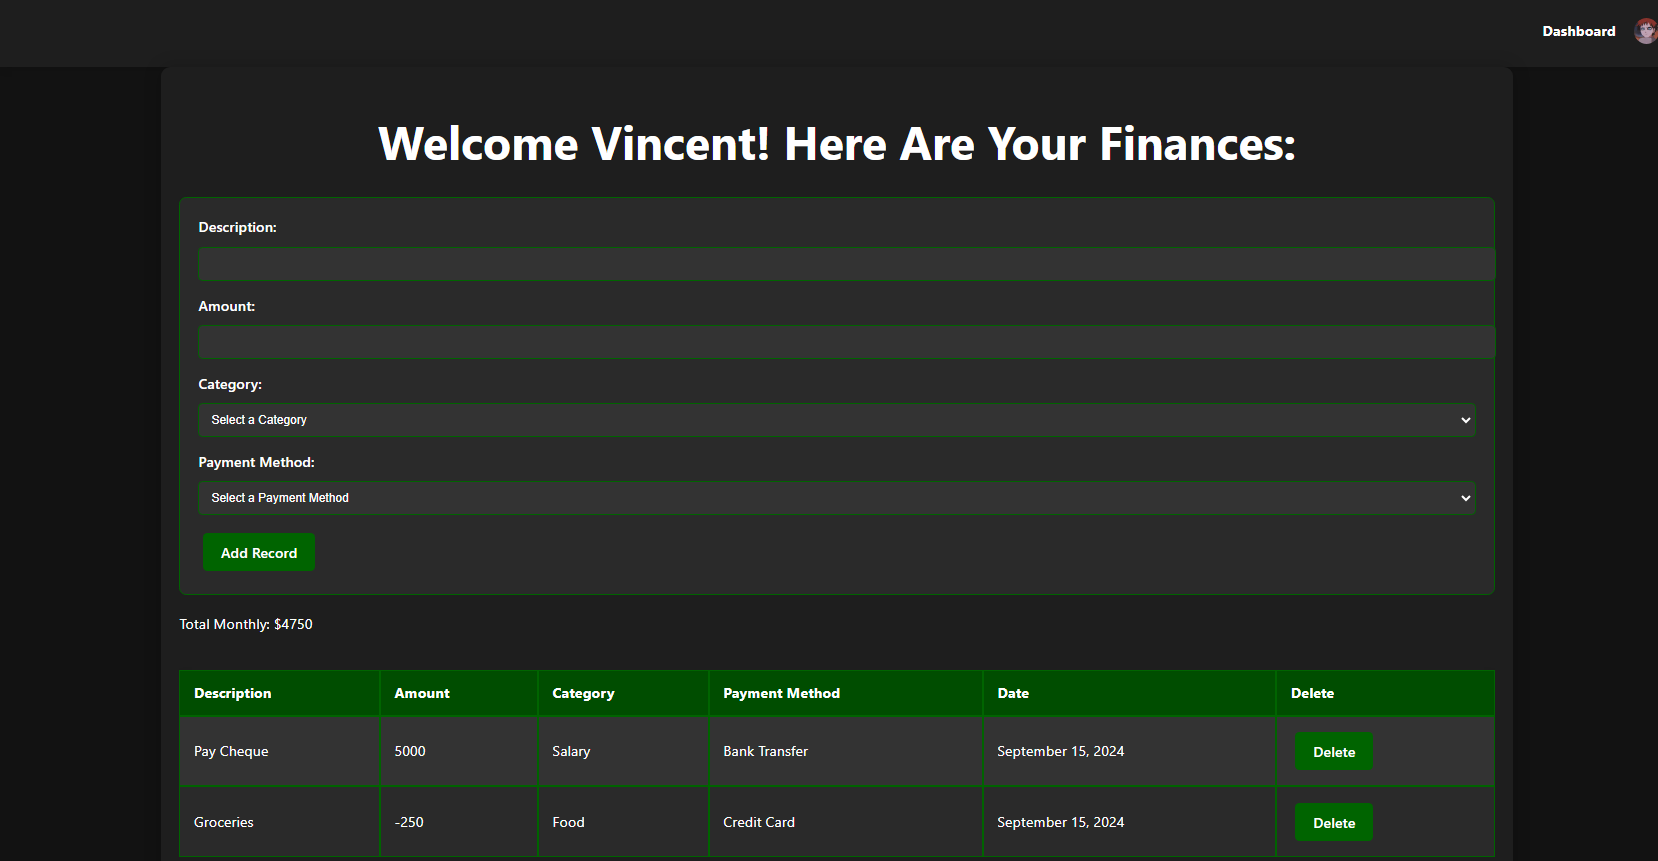 Dashboard
Welcome Vincent! Here Are Your Finances:
Description:
Amount:
Category:
Select a Category
Payment Method:
Select a Payment Method
Add Record
Total Monthly: $4750
Description Amount Category Payment Method Date Delete
Pay Cheque 5000 Salary Bank Transfer September 15, 2024 Delete
Groceries -250 Food Credit Card September 15, 2024 Delete